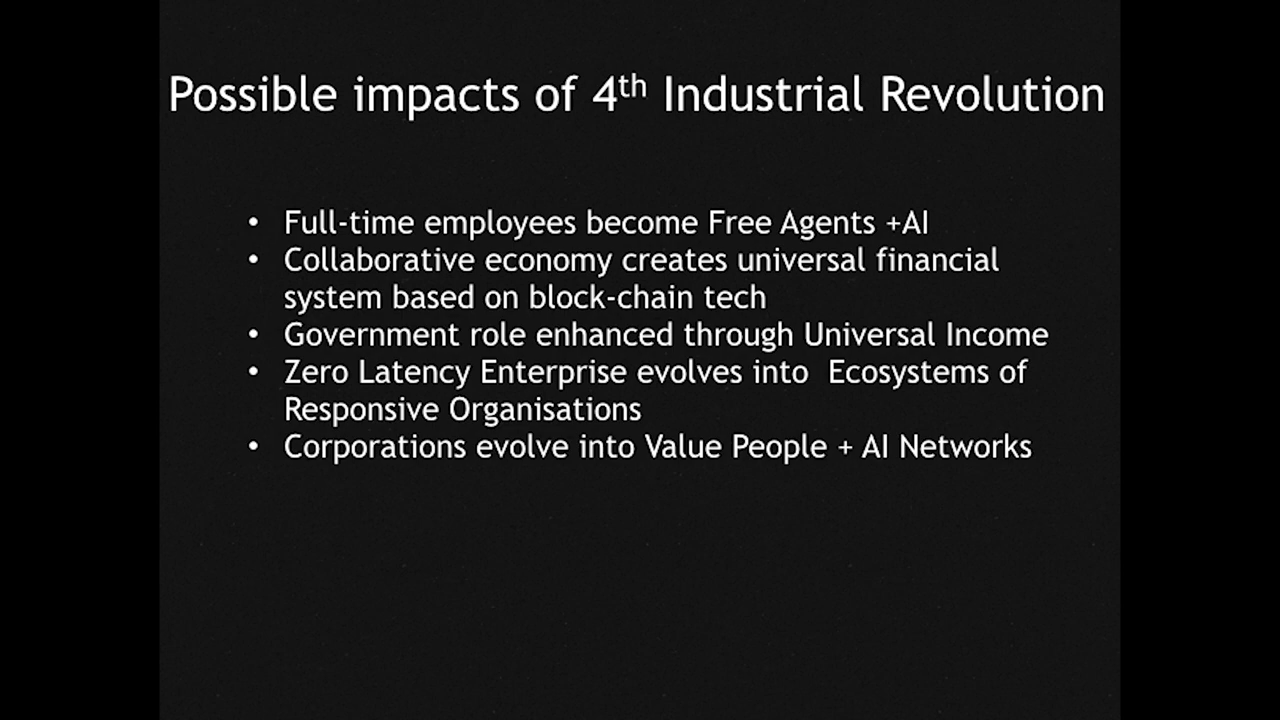 Possible impacts of 4th Industrial Revolution
• Full-time employees become Free Agents +AI
• Collaborative economy creates universal financial
system based on block-chain tech
• Government role enhanced through Universal Income
• Zero Latency Enterprise evolves into  Ecosystems of
Responsive Organisations
• Corporations evolve into Value People + AI Networks